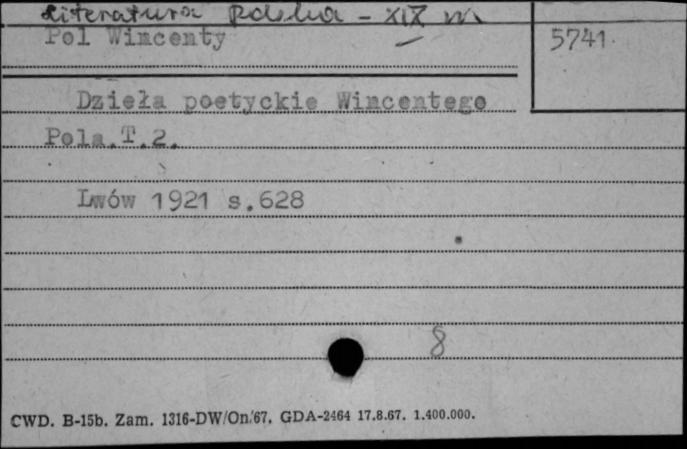 Literatura Polska - XIX w.
Pol Wincenty
5741
Dzieła poetyckie Wincentego
Pola.T.2.
Lwów 1921 s.628
8
CWD. B-15b. Zam. 1316-DW/On/67. GDA-2464 17.8.67. 1.400.000.